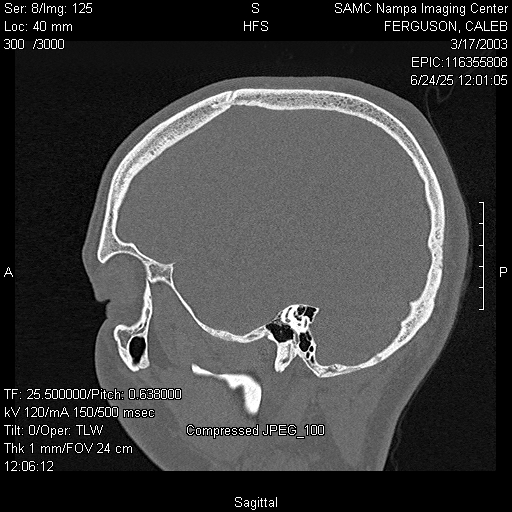 Ser: 8/Img: 125
Loc: 40 mm
300 /3000
S
HFS
SAMC Nampa Imaging Center
FERGUSON, CALEB
3/17/2003
EPIC:116355808
6/24/25 12:01:05
A
P
TF: 25.500000/Pitch: 0.638000
kV 120/mA 150/500 msec
Tilt: 0/Oper: TLW
Thk 1 mm/FOV 24 cm
12:06:12
Compressed JPEG_100
Sagittal